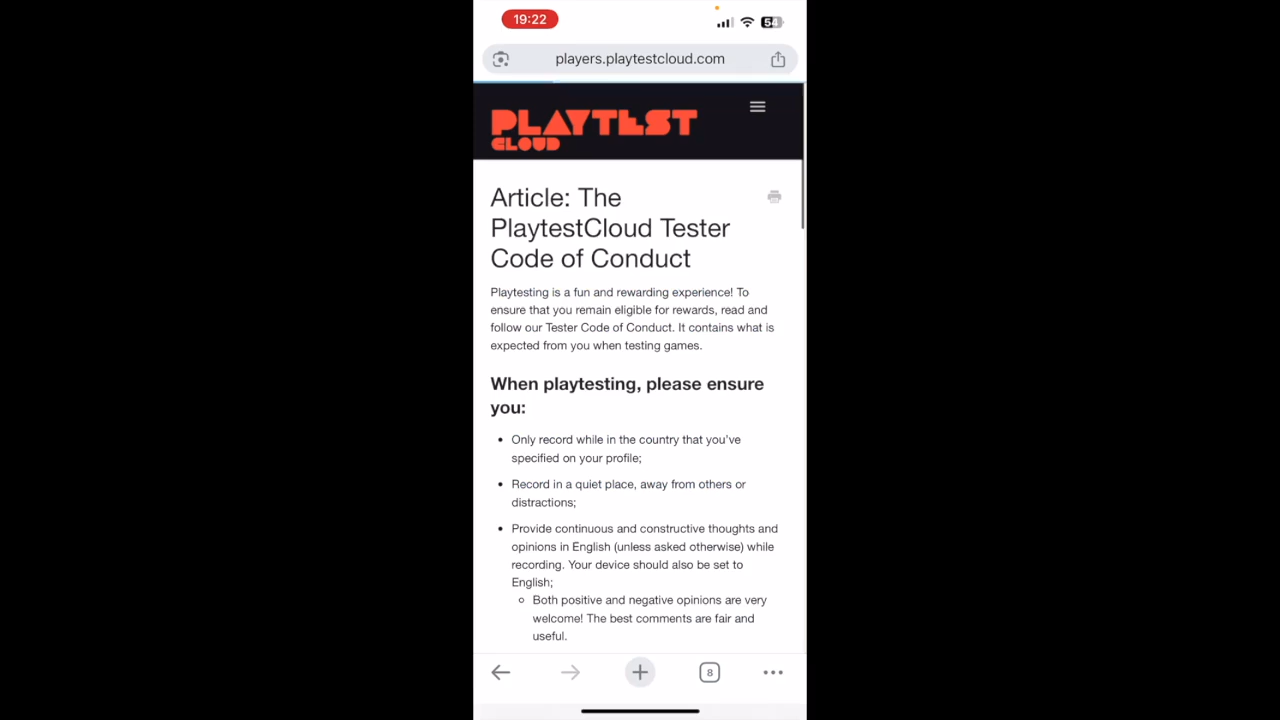 19:22
54
players.playtestcloud.com
PLAYTEST
CLOUD
Article: The
PlaytestCloud Tester
Code of Conduct
Playtesting is a fun and rewarding experience! To
ensure that you remain eligible for rewards, read and
follow our Tester Code of Conduct. It contains what is
expected from you when testing games.
When playtesting, please ensure
you:
• Only record while in the country that you've
specified on your profile;
• Record in a quiet place, away from others or
distractions;
• Provide continuous and constructive thoughts and
opinions in English (unless asked otherwise) while
recording. Your device should also be set to
English;
◦ Both positive and negative opinions are very
welcome! The best comments are fair and
useful.
8